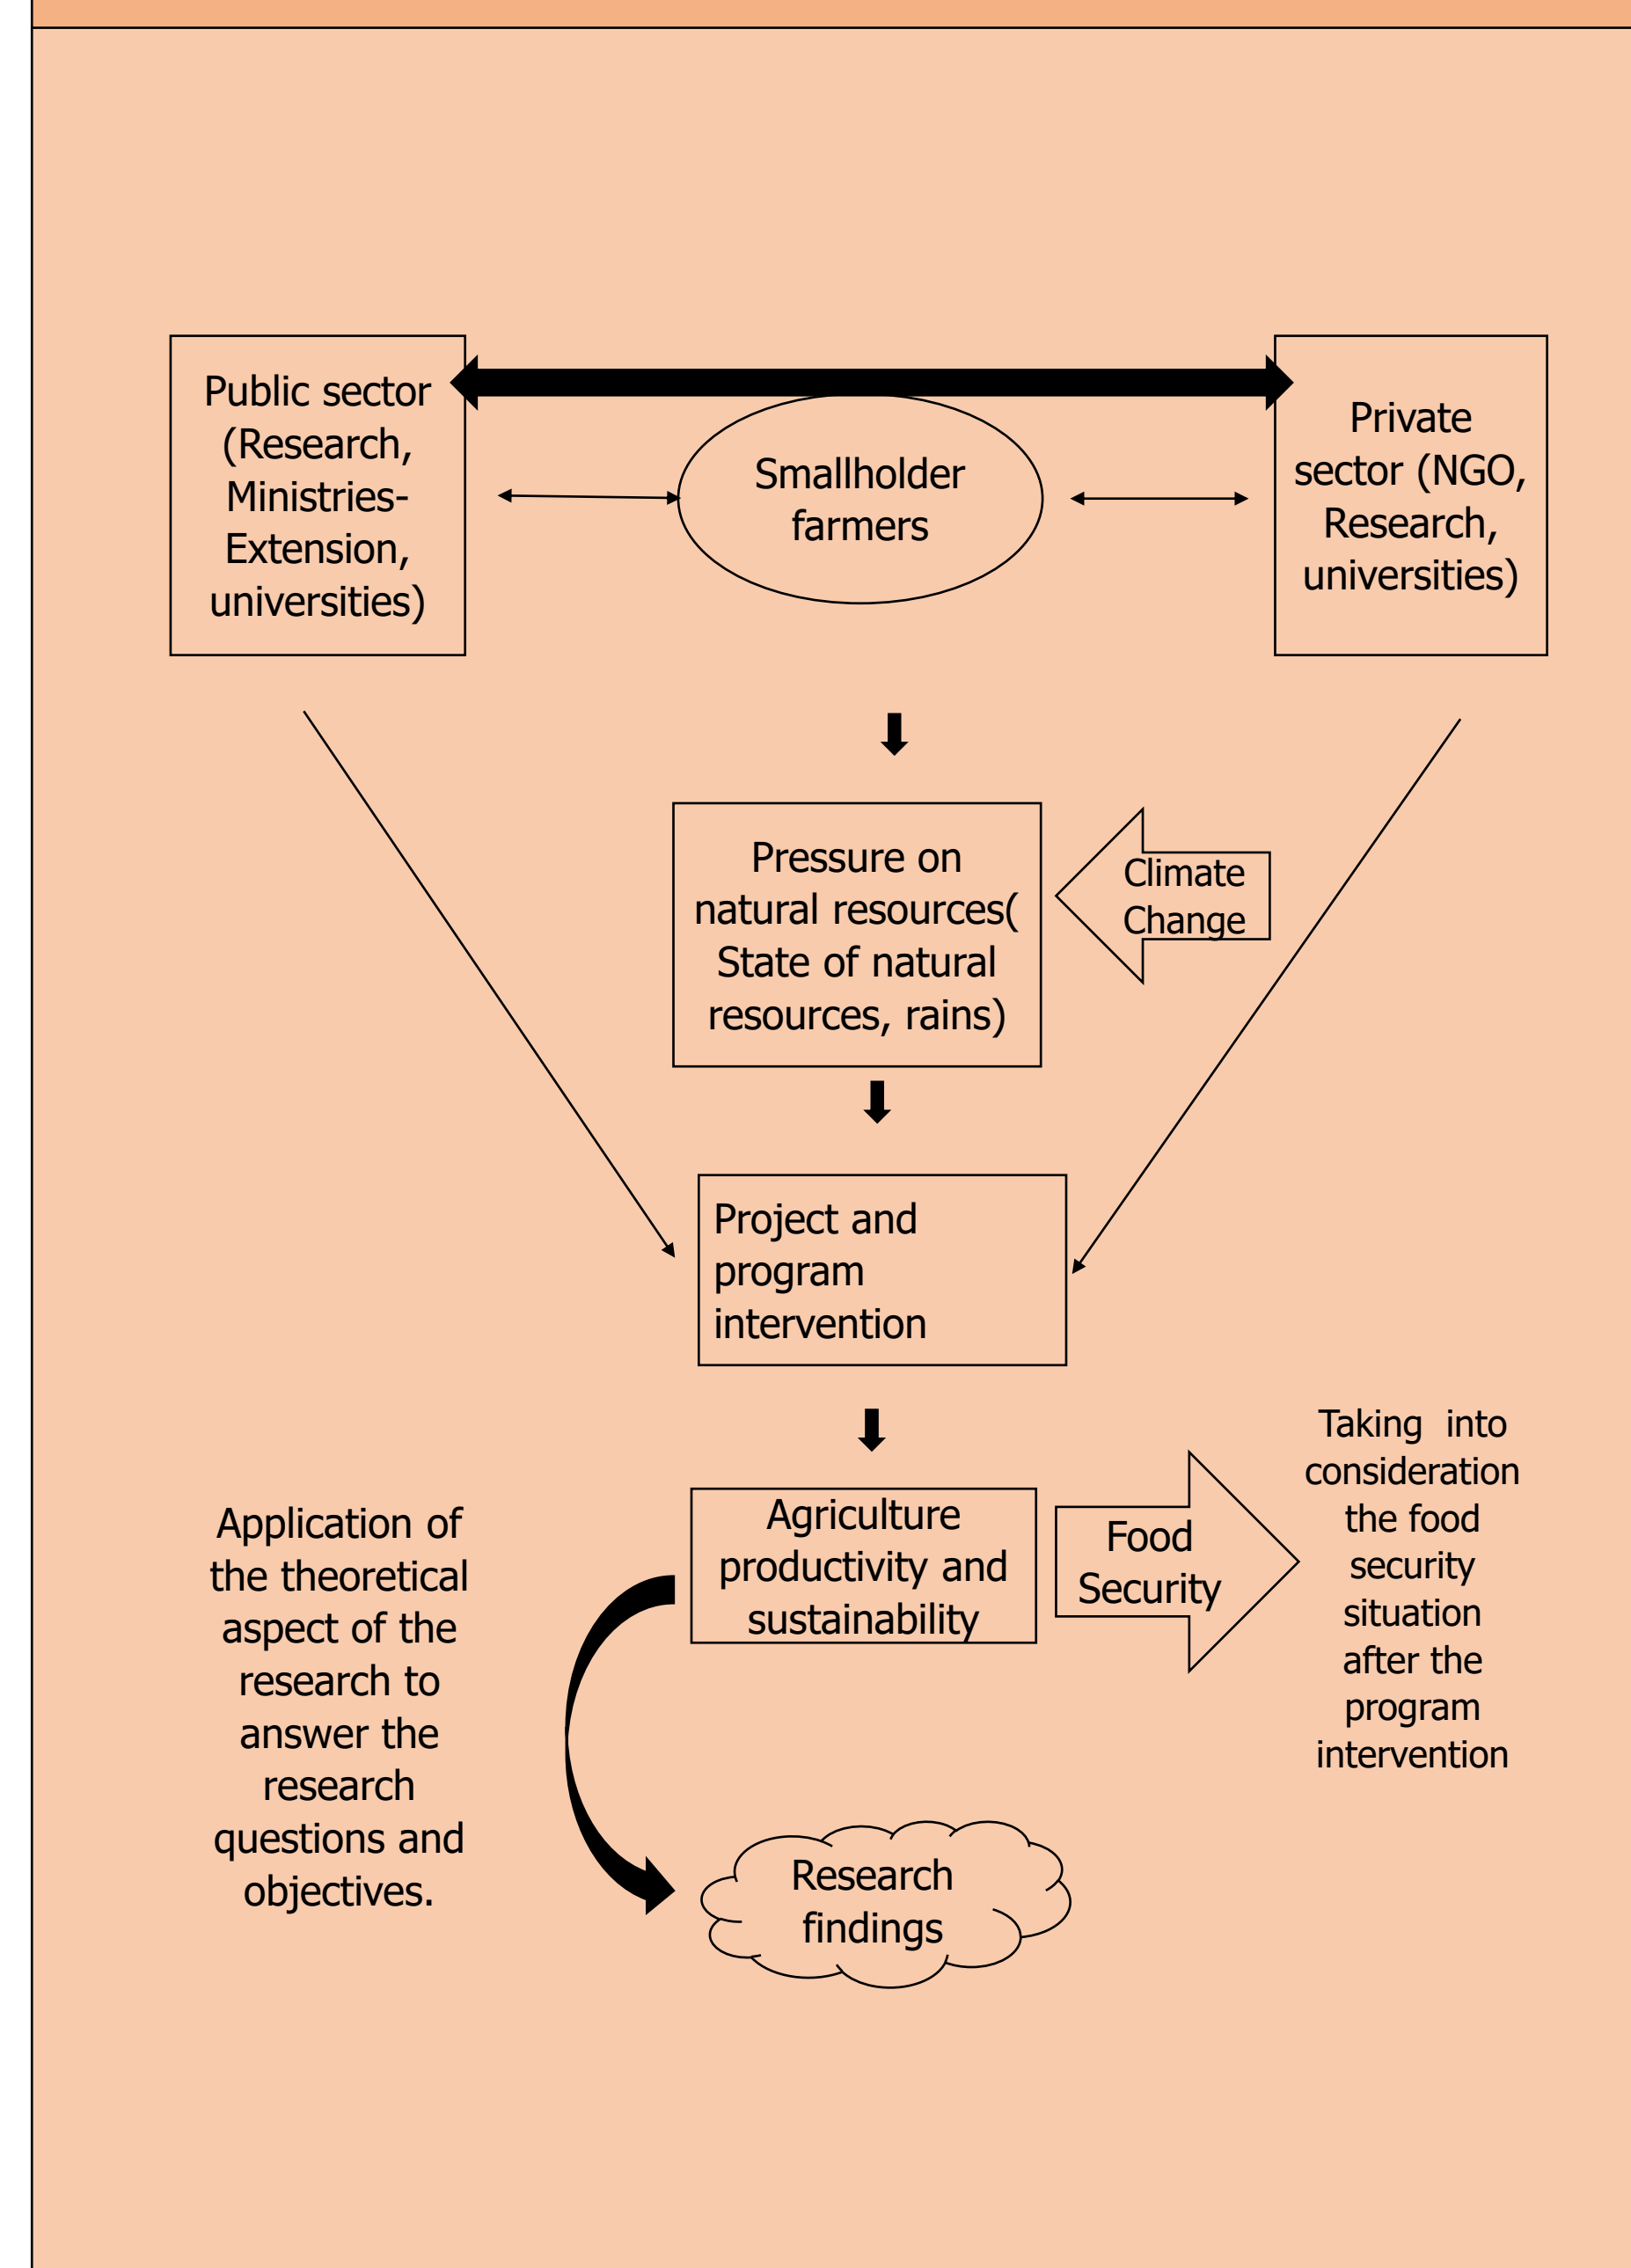 Public sector
(Research,
Ministries-
Extension,
universities)
Smallholder
farmers
Private
sector (NGO,
Research,
universities)
Pressure on
natural resources(
State of natural
resources, rains)
Climate
Change
Project and
program
intervention
Agriculture
productivity and
sustainability
Food
Security
Taking into
consideration
the food
security
situation
after the
program
intervention
Application of
the theoretical
aspect of the
research to
answer the
research
questions and
objectives.
Research
findings